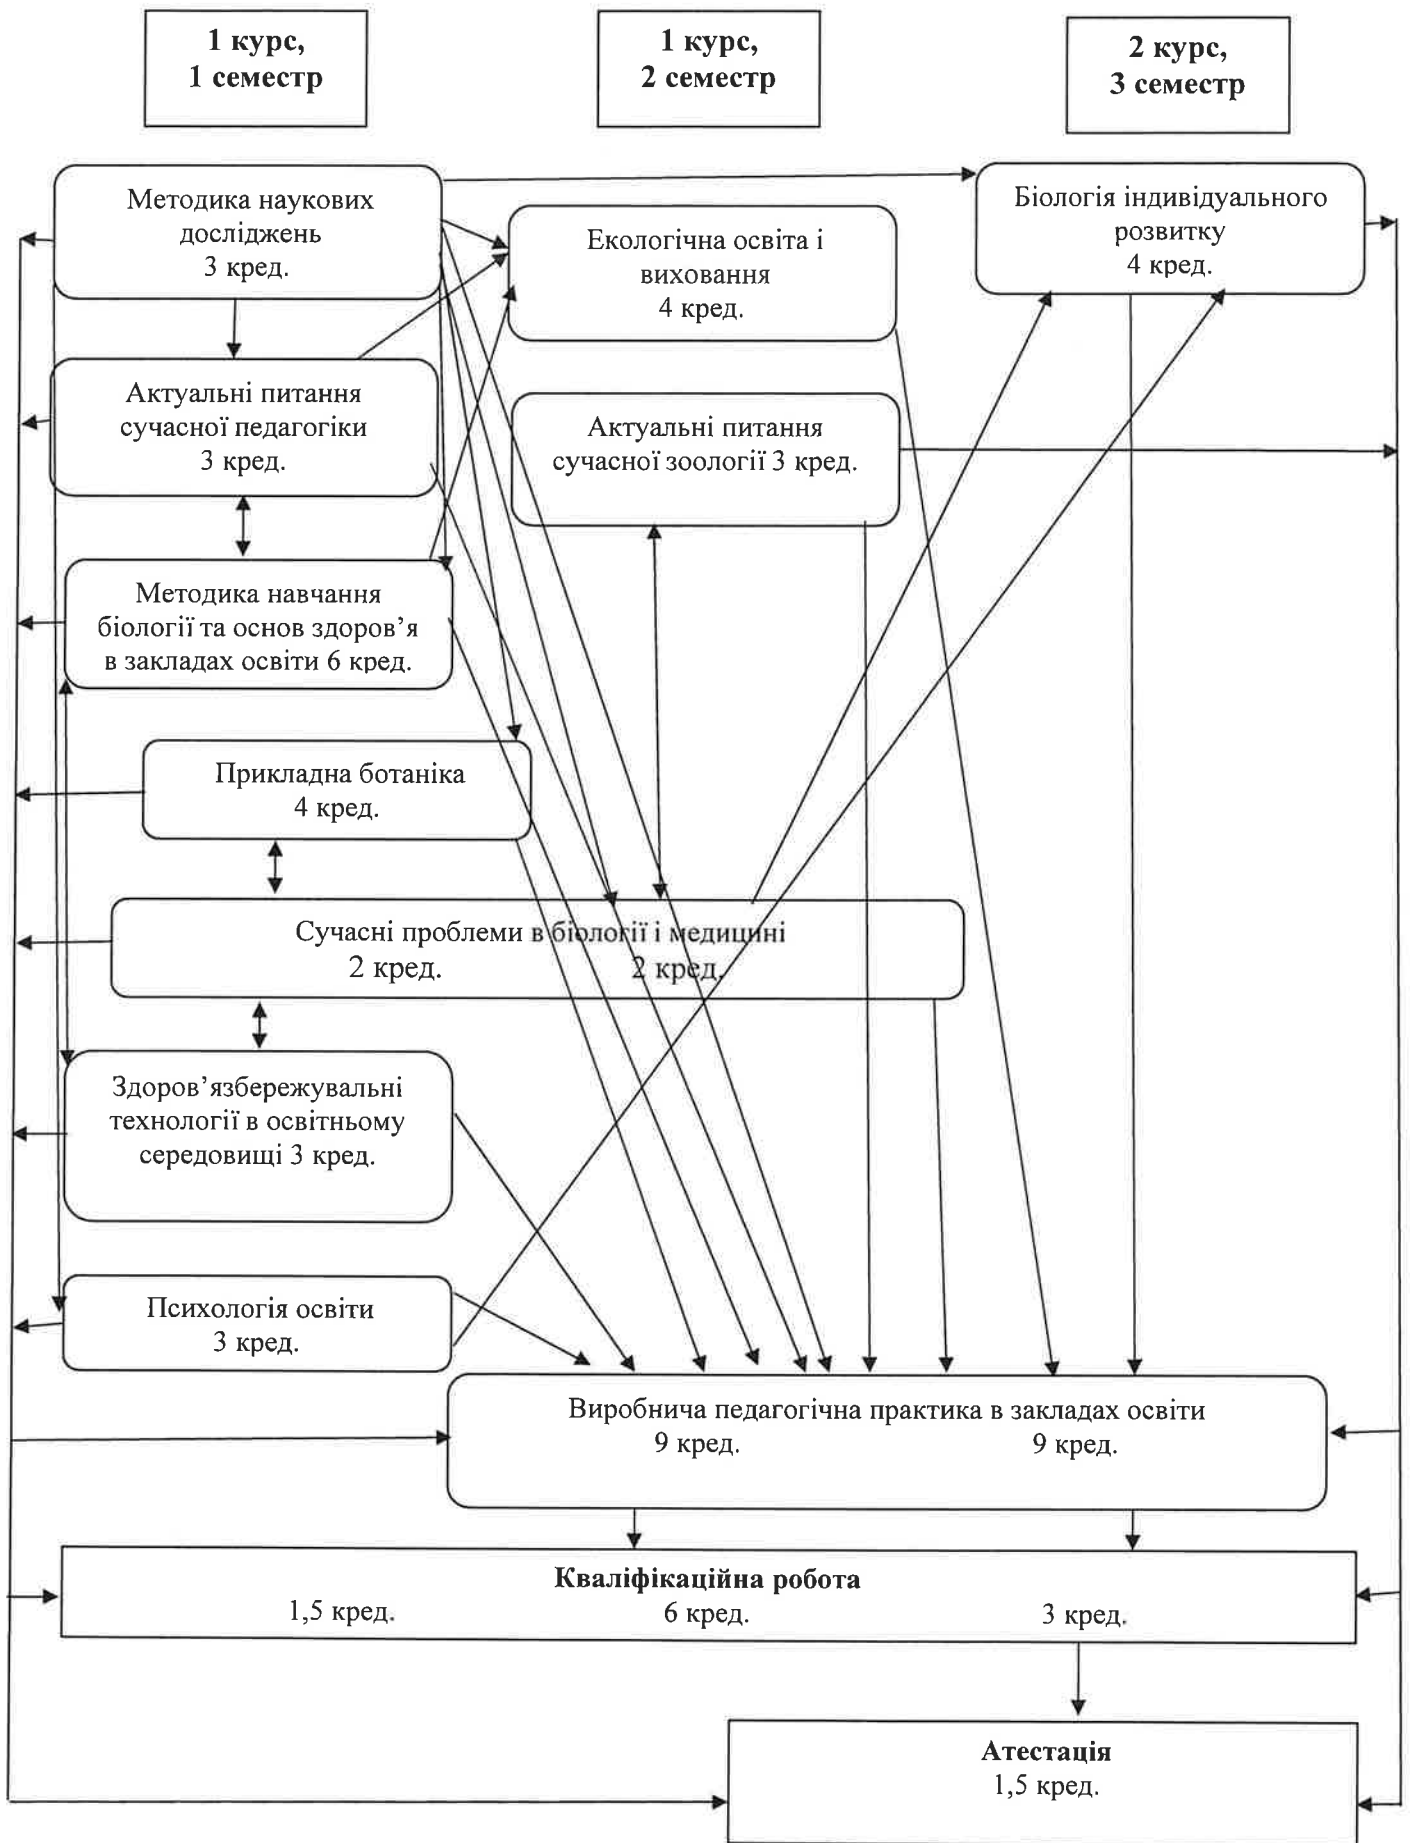 1 курс,
1 семестр
1 курс,
2 семестр
2 курс,
3 семестр
Методика наукових
досліджень
3 кред.
Екологічна освіта і
виховання
4 кред.
Біологія індивідуального
розвитку
4 кред.
Актуальні питання
сучасної педагогіки
3 кред.
Актуальні питання
сучасної зоології 3 кред.
Методика навчання
біології та основ здоров’я
в закладах освіти 6 кред.
Прикладна ботаніка
4 кред.
Сучасні проблеми в біології і медицині
2 кред. 2 кред.
Здоров’язбережувальні
технології в освітньому
середовищі 3 кред.
Психологія освіти
3 кред.
Виробнича педагогічна практика в закладах освіти
9 кред. 9 кред.
Кваліфікаційна робота
1,5 кред. 6 кред. 3 кред.
Атестація
1,5 кред.